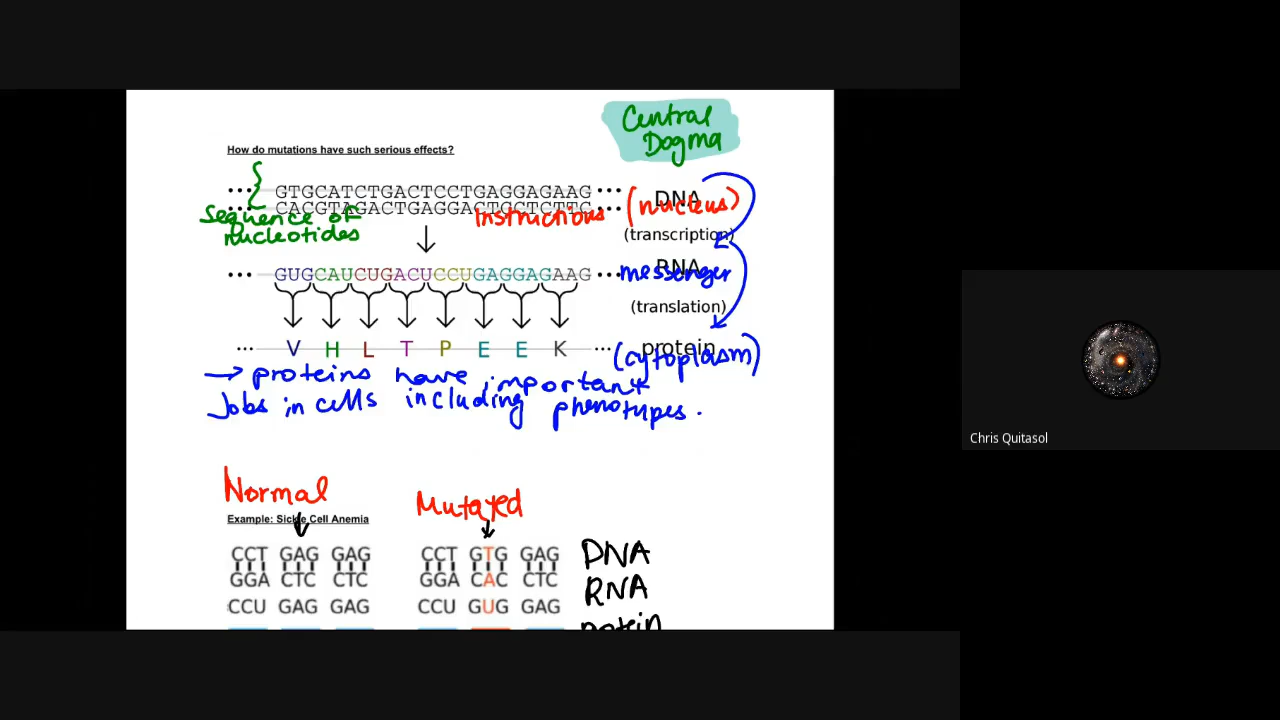 Central
Dogma
How do mutations have such serious effects?
••• GTGCATCTGACTCCTGAGGAGAAG ••• DNA
••• CACGTAGACTGAGGACTCCTCTTC ••• (nucleus)
Sequence of
nucleotides
Instructions
(transcription)
••• GUGCAUCUGACUCCUGAGGAGAAG ••• RNA
messenger
(translation)
... V H L T P E E K ... protein
(cytoplasm)
→ proteins have important
Jobs in cells including phenotypes.
Normal
Mutated
Example: Sickle Cell Anemia
CCT GAG GAG CCT GTG GAG DNA
GGA CTC CTC GGA CAC CTC RNA
CCU GAG GAG CCU GUG GAG
protein
Chris Quitasol